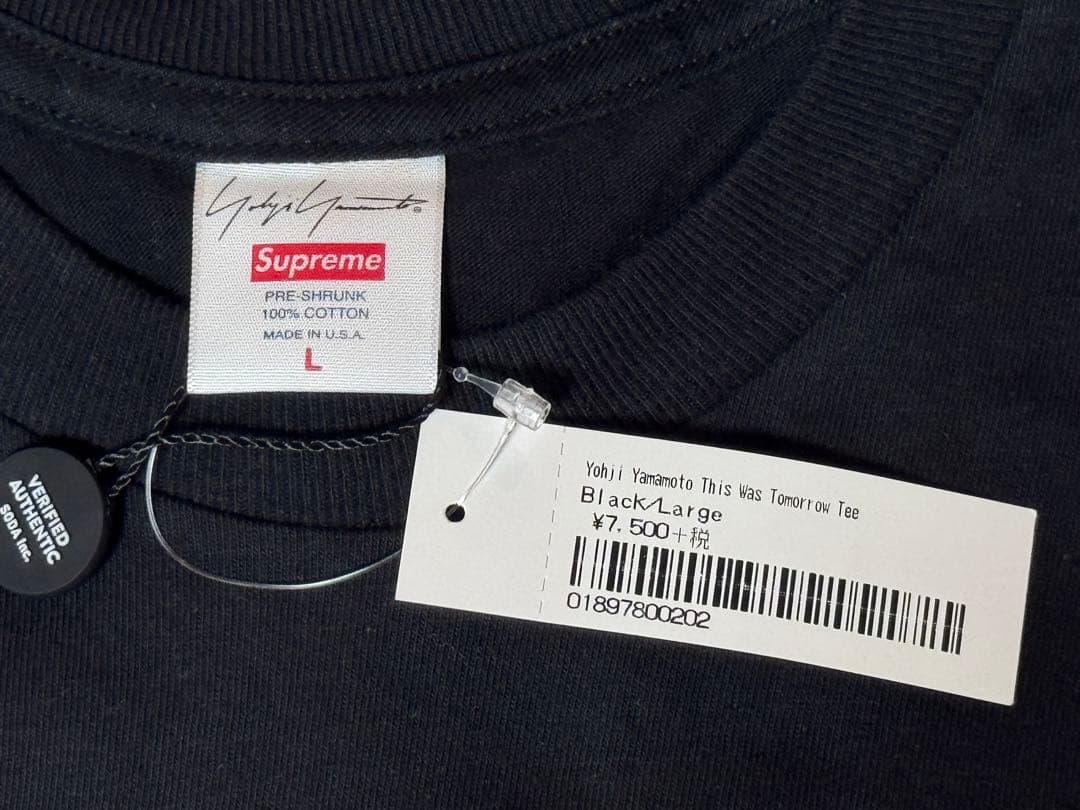 Yohji Yamamoto®
Supreme
PRE-SHRUNK
100% COTTON
MADE IN U.S.A.
L
VERIFIED
AUTHENTIC
SODA inc.
Yohji Yamamoto This Was Tomorrow Tee
Black/Large
¥7,500+税
01897800202